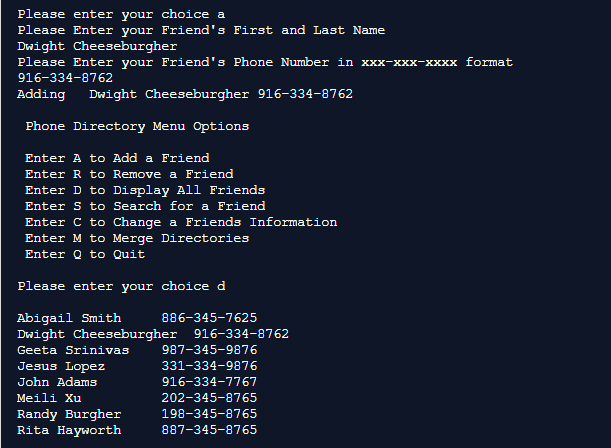 Please enter your choice a
Please Enter your Friend's First and Last Name
Dwight Cheeseburgher
Please Enter your Friend's Phone Number in xxx-xxx-xxxx format
916-334-8762
Adding   Dwight Cheeseburgher 916-334-8762
Phone Directory Menu Options
Enter A to Add a Friend
Enter R to Remove a Friend
Enter D to Display All Friends
Enter S to Search for a Friend
Enter C to Change a Friends Information
Enter M to Merge Directories
Enter Q to Quit
Please enter your choice d
Abigail Smith     886-345-7625
Dwight Cheeseburgher  916-334-8762
Geeta Srinivas    987-345-9876
Jesus Lopez       331-334-9876
John Adams        916-334-7767
Meili Xu          202-345-8765
Randy Burgher     198-345-8765
Rita Hayworth     887-345-8765